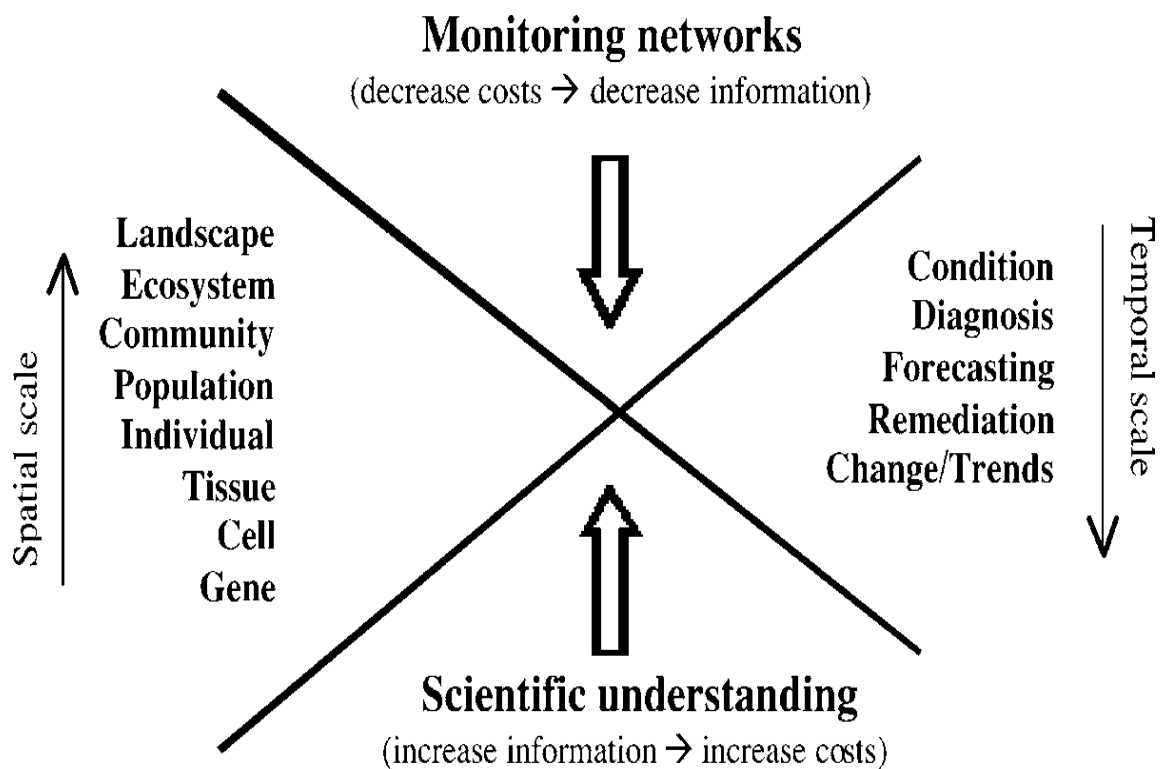 Monitoring networks
(decrease costs → decrease information)
Spatial scale
Landscape
Ecosystem
Community
Population
Individual
Tissue
Cell
Gene
Condition
Diagnosis
Forecasting
Remediation
Change/Trends
Temporal scale
Scientific understanding
(increase information → increase costs)